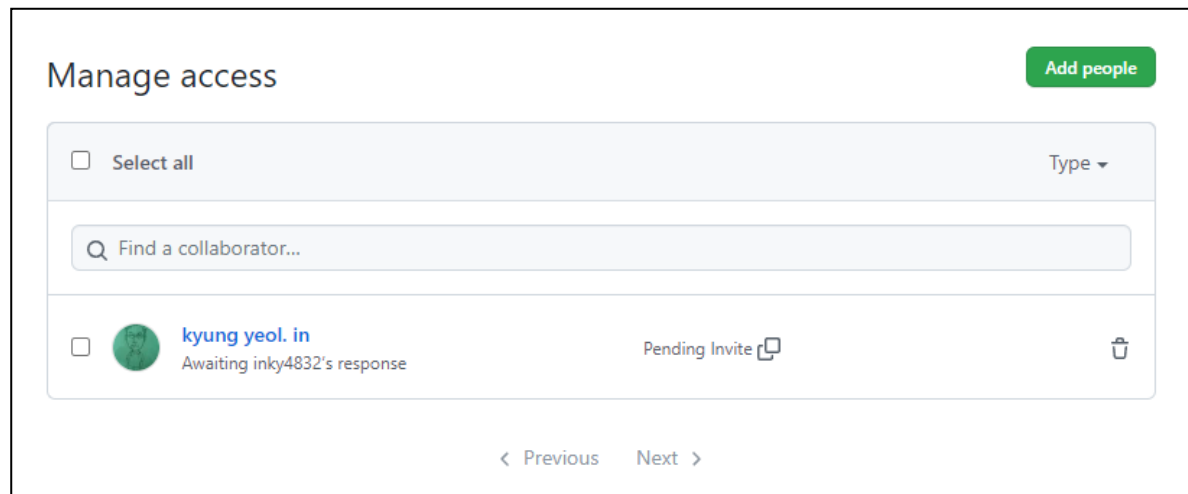 Manage access
Add people
Select all
Type
Find a collaborator...
kyung yeol. in
Awaiting inky4832's response
Pending Invite
Previous Next